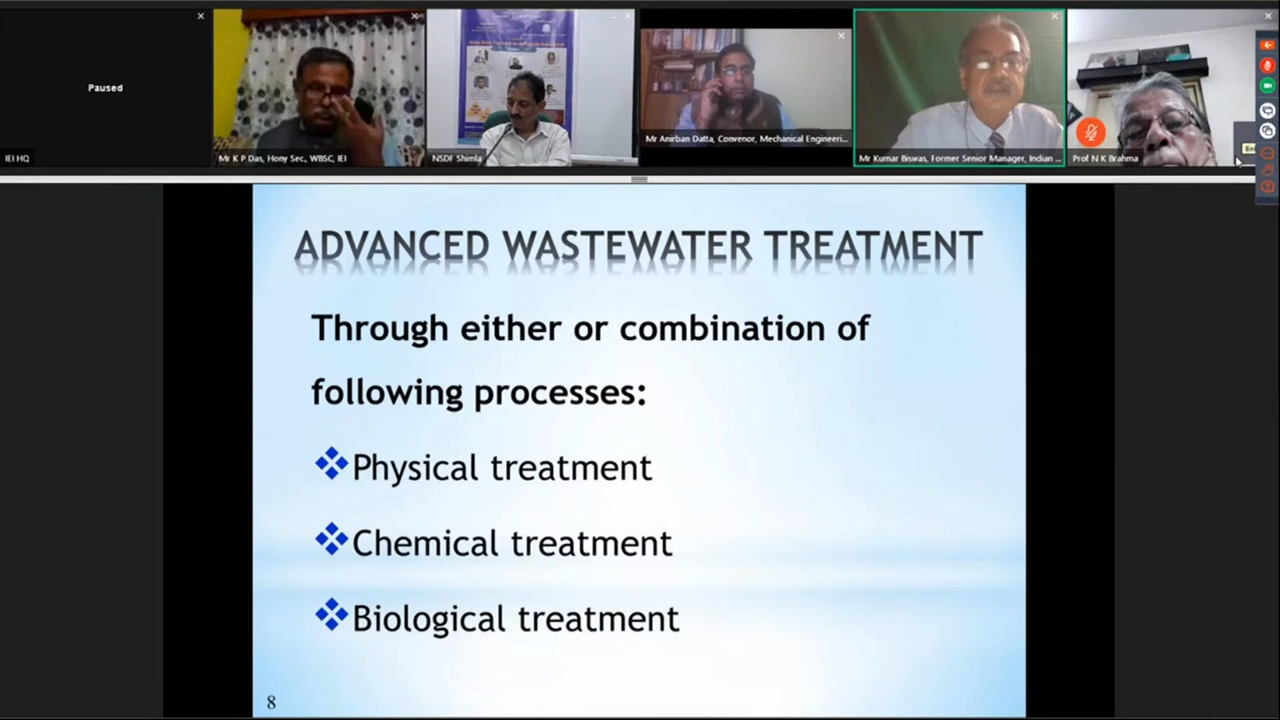 Paused
IEI HQ
Mr K P Das, Hony Sec, WBSC, IEI
NSDF Shimla
Mr Anirban Datta, Convenor, Mechanical Engineeri...
Mr Kumar Biswas, Former Senior Manager, Indian ...
Prof N K Brahma
ADVANCED WASTEWATER TREATMENT
Through either or combination of
following processes:
❖Physical treatment
❖Chemical treatment
❖Biological treatment
8